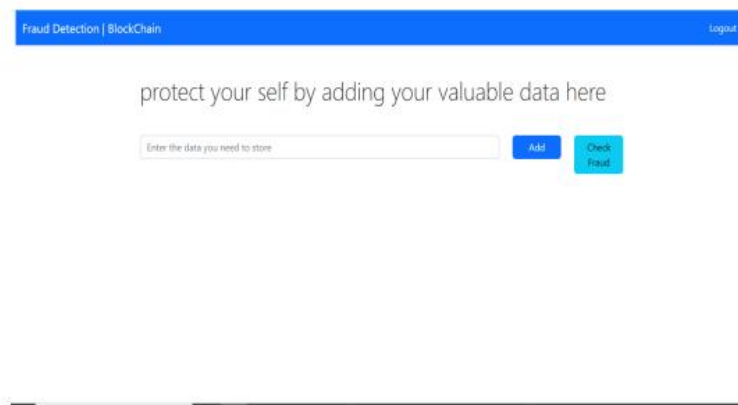 Fraud Detection | BlockChain
Logout
protect your self by adding your valuable data here
Enter the data you need to store
Add
Check
Fraud